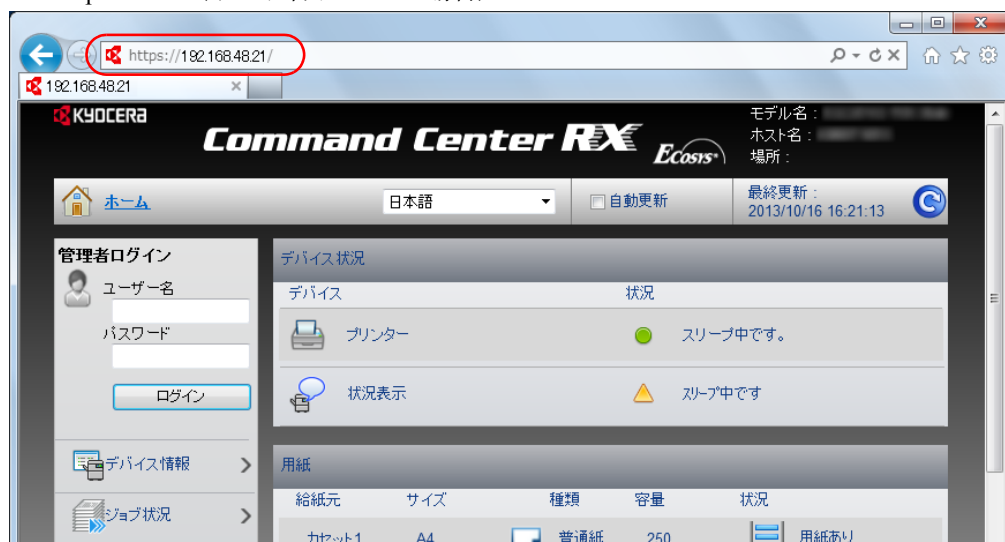 https://192.168.48.21/
192.168.48.21
KYOCERA
Command Center RX
Ecosys
モデル名 :
ホスト名 :
場所 :
ホーム
日本語
自動更新
最終更新 :
2013/10/16 16:21:13
管理者ログイン
ユーザー名
パスワード
ログイン
デバイス情報
ジョブ状況
デバイス状況
デバイス 状況
プリンター スリープ中です。
状況表示 ｽﾘｰﾌﾟ中です
用紙
給紙元 サイズ 種類 容量 状況
カセット1 A4 普通紙 250 用紙あり